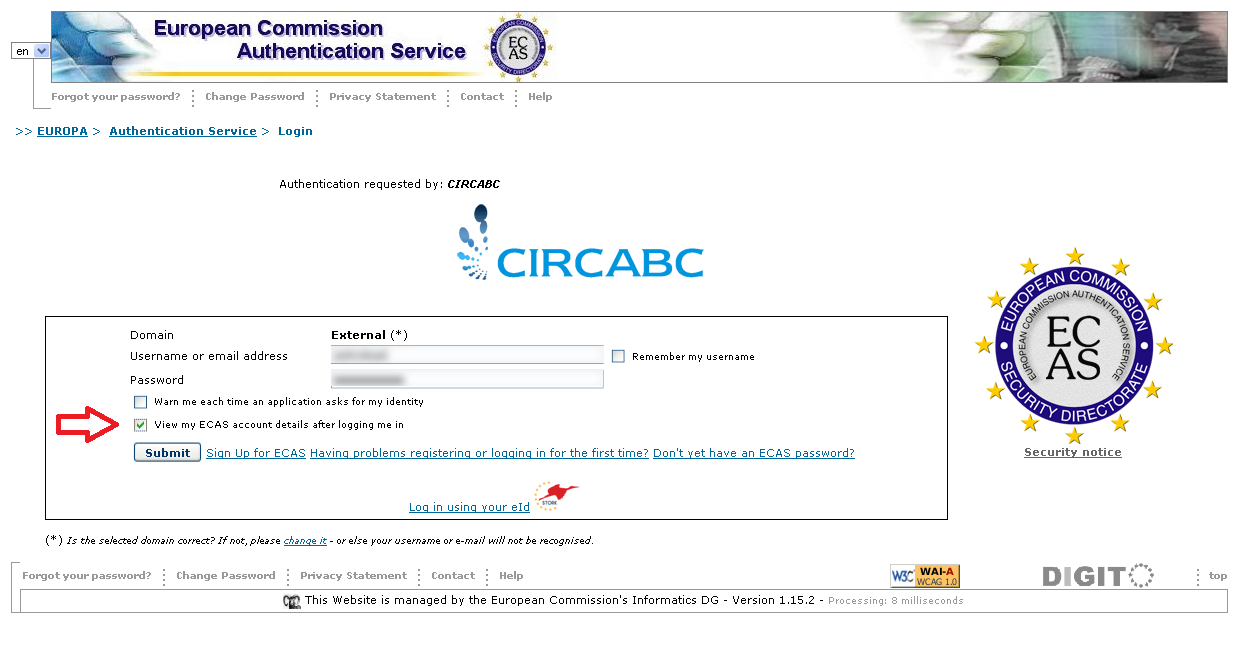 European Commission
Authentication Service
EC
AS
en
Forgot your password? Change Password Privacy Statement Contact Help
>> EUROPA > Authentication Service > Login
Authentication requested by: CIRCABC
CIRCABC
Domain External (*)
Username or email address Remember my username
Password
Warn me each time an application asks for my identity
View my ECAS account details after logging me in
Submit Sign Up for ECAS Having problems registering or logging in for the first time? Don't yet have an ECAS password?
Log in using your eId STORK
EUROPEAN COMMISSION
EUROPEAN COMMISSION AUTHENTICATION SERVICE
EC
AS
SECURITY DIRECTORATE
Security notice
(*) Is the selected domain correct? If not, please change it - or else your username or e-mail will not be recognised.
Forgot your password? Change Password Privacy Statement Contact Help W3C WAI-A WCAG 1.0 DIGIT top
This Website is managed by the European Commission's Informatics DG - Version 1.15.2 - Processing: 8 milliseconds